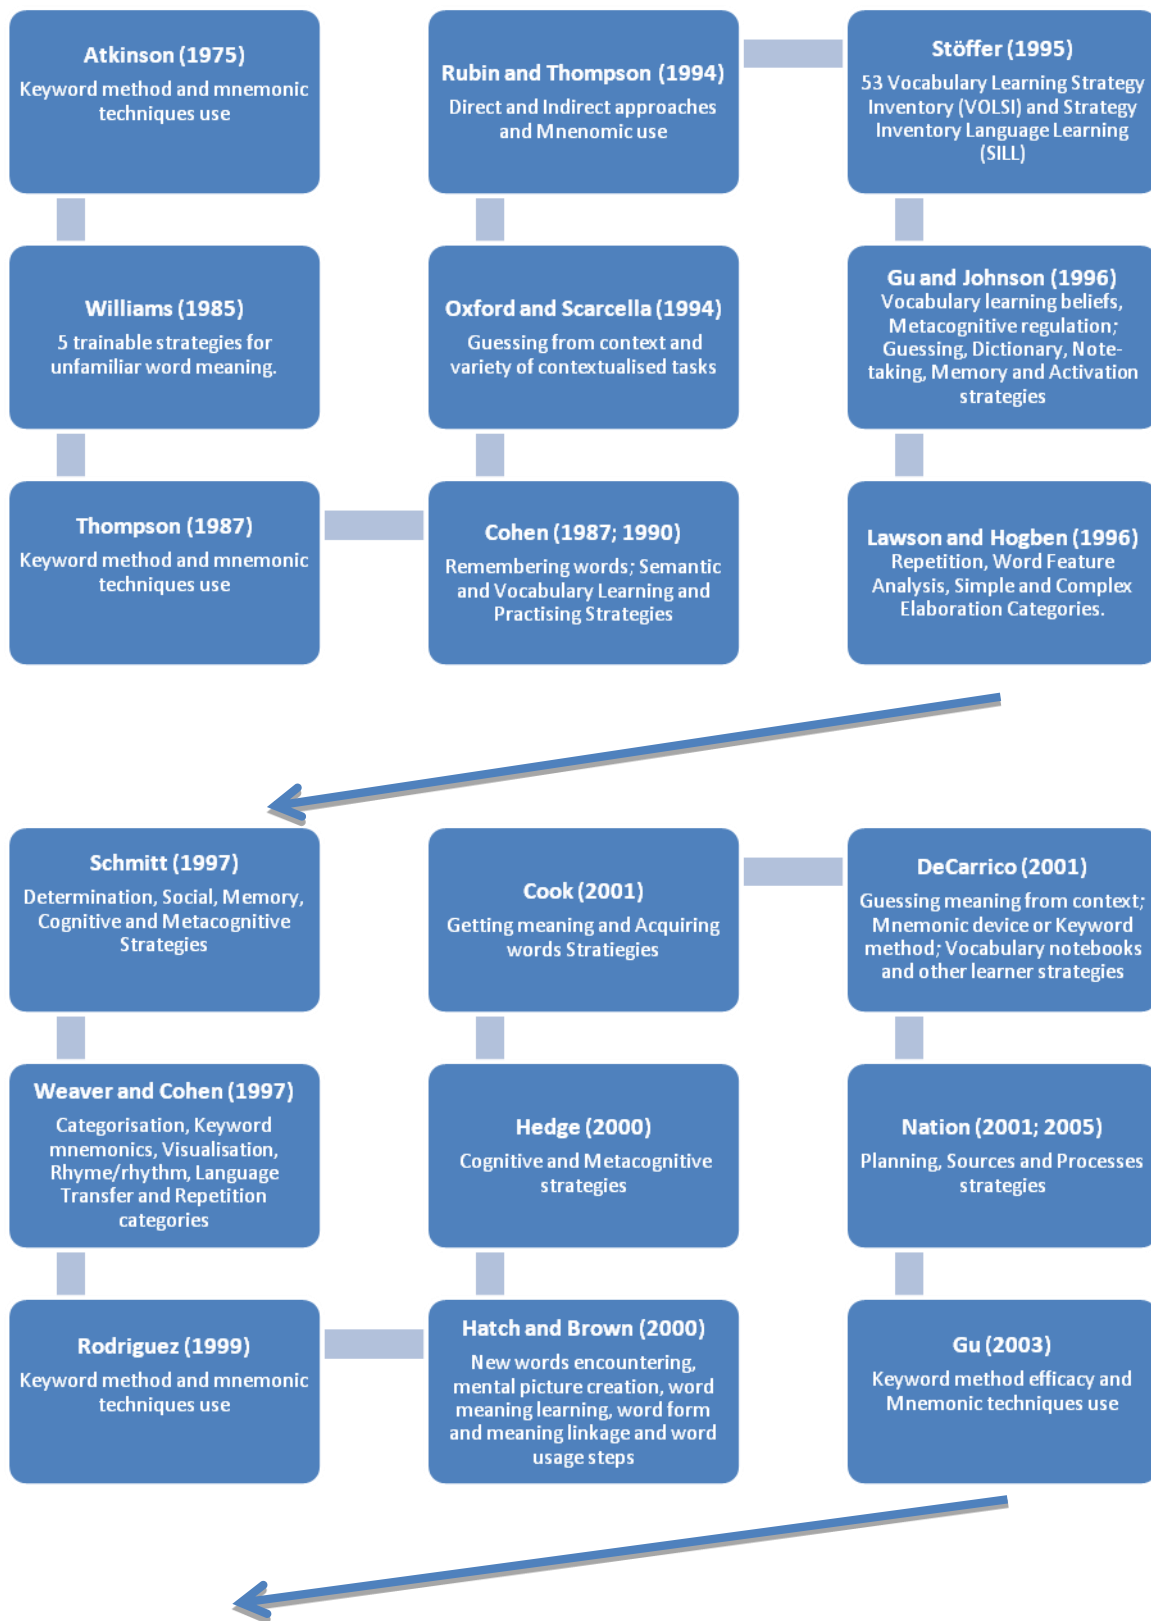 Atkinson (1975)
Keyword method and mnemonic
techniques use
Williams (1985)
5 trainable strategies for
unfamiliar word meaning.
Thompson (1987)
Keyword method and mnemonic
techniques use
Cohen (1987; 1990)
Remembering words; Semantic
and Vocabulary Learning and
Practising Strategies
Oxford and Scarcella (1994)
Guessing from context and
variety of contextualised tasks
Rubin and Thompson (1994)
Direct and Indirect approaches
and Mnenomic use
Stöffer (1995)
53 Vocabulary Learning Strategy
Inventory (VOLSI) and Strategy
Inventory Language Learning
(SILL)
Gu and Johnson (1996)
Vocabulary learning beliefs,
Metacognitive regulation;
Guessing, Dictionary, Note-
taking, Memory and Activation
strategies
Lawson and Hogben (1996)
Repetition, Word Feature
Analysis, Simple and Complex
Elaboration Categories.
Schmitt (1997)
Determination, Social, Memory,
Cognitive and Metacognitive
Strategies
Weaver and Cohen (1997)
Categorisation, Keyword
mnemonics, Visualisation,
Rhyme/rhythm, Language
Transfer and Repetition
categories
Rodriguez (1999)
Keyword method and mnemonic
techniques use
Hatch and Brown (2000)
New words encountering,
mental picture creation, word
meaning learning, word form
and meaning linkage and word
usage steps
Hedge (2000)
Cognitive and Metacognitive
strategies
Cook (2001)
Getting meaning and Acquiring
words Stratiegies
DeCarrico (2001)
Guessing meaning from context;
Mnemonic device or Keyword
method; Vocabulary notebooks
and other learner strategies
Nation (2001; 2005)
Planning, Sources and Processes
strategies
Gu (2003)
Keyword method efficacy and
Mnemonic techniques use